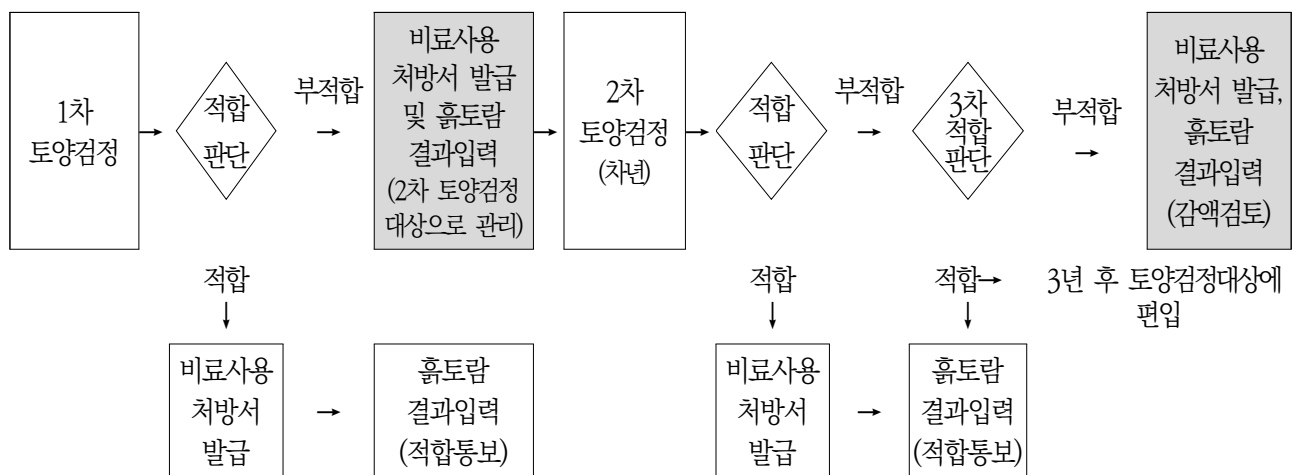 1차
토양검정
적합
판단
부적합
비료사용
처방서 발급
및 흙토람
결과입력
(2차 토양검정
대상으로 관리)
2차
토양검정
(차년)
적합
판단
부적합
3차
적합
판단
부적합
비료사용
처방서 발급,
흙토람
결과입력
(감액검토)
적합
비료사용
처방서
발급
흙토람
결과입력
(적합통보)
적합
비료사용
처방서
발급
적합→
3년 후 토양검정대상에
편입
흙토람
결과입력
(적합통보)